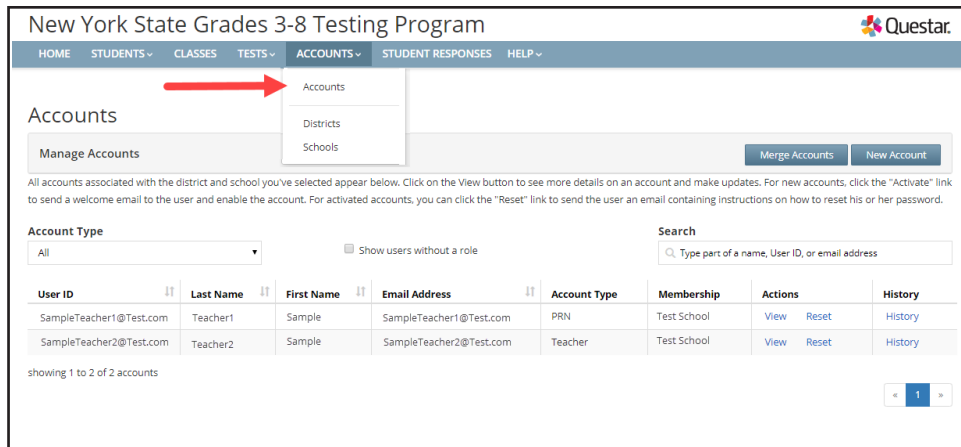 New York State Grades 3-8 Testing Program
Questar.
HOME STUDENTS CLASSES TESTS ACCOUNTS STUDENT RESPONSES HELP
Accounts
Districts
Schools
Accounts
Manage Accounts
Merge Accounts New Account
All accounts associated with the district and school you've selected appear below. Click on the View button to see more details on an account and make updates. For new accounts, click the "Activate" link
to send a welcome email to the user and enable the account. For activated accounts, you can click the "Reset" link to send the user an email containing instructions on how to reset his or her password.
Account Type
Search
All
Show users without a role
Type part of a name, User ID, or email address
User ID Last Name First Name Email Address Account Type Membership Actions History
SampleTeacher1@Test.com Teacher1 Sample SampleTeacher1@Test.com PRN Test School View Reset History
SampleTeacher2@Test.com Teacher2 Sample SampleTeacher2@Test.com Teacher Test School View Reset History
showing 1 to 2 of 2 accounts
« 1 »